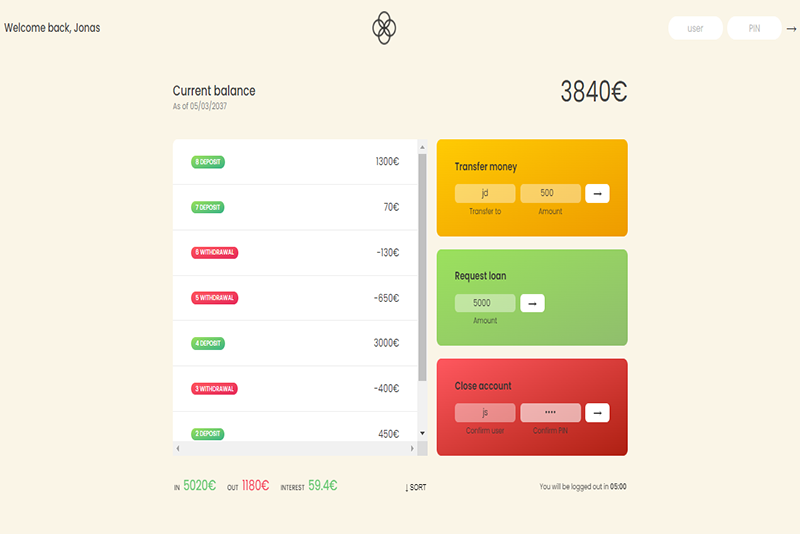 Welcome back, Jonas
user PIN →
Current balance
As of 05/03/2037
3840€
8 DEPOSIT 1300€
7 DEPOSIT 70€
6 WITHDRAWAL -130€
5 WITHDRAWAL -650€
4 DEPOSIT 3000€
3 WITHDRAWAL -400€
2 DEPOSIT 450€
Transfer money
jd 500 →
Transfer to Amount
Request loan
5000 →
Amount
Close account
js •••• →
Confirm user Confirm PIN
IN 5020€ OUT 1180€ INTEREST 59.4€
↓ SORT
You will be logged out in 05:00